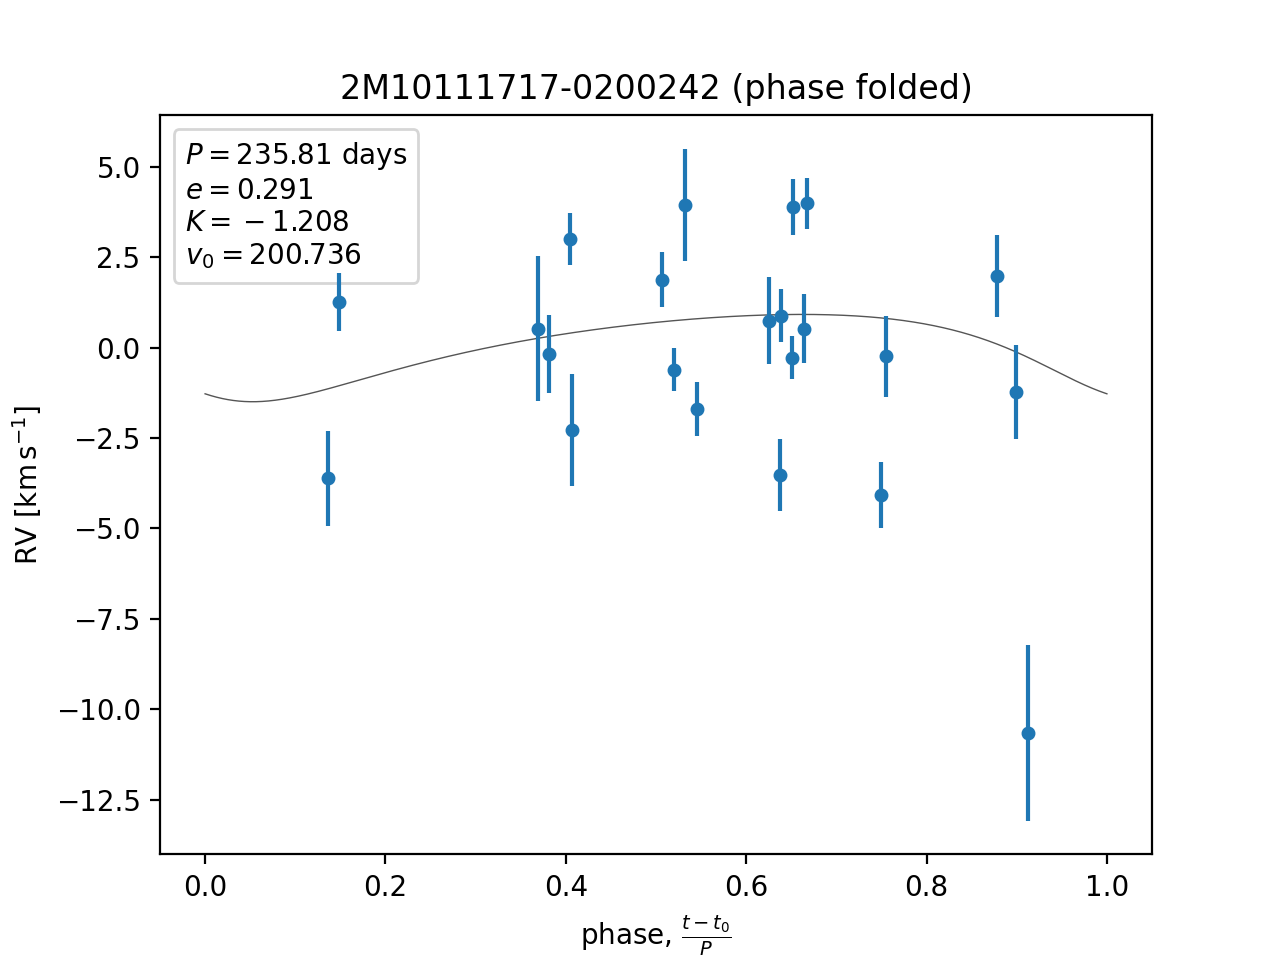 2M10111717-0200242 (phase folded)
P = 235.81 days
e = 0.291
K = −1.208
v₀ = 200.736
5.0
2.5
0.0
−2.5
−5.0
−7.5
−10.0
−12.5
RV [km s⁻¹]
0.0 0.2 0.4 0.6 0.8 1.0
phase, (t − t₀)/P